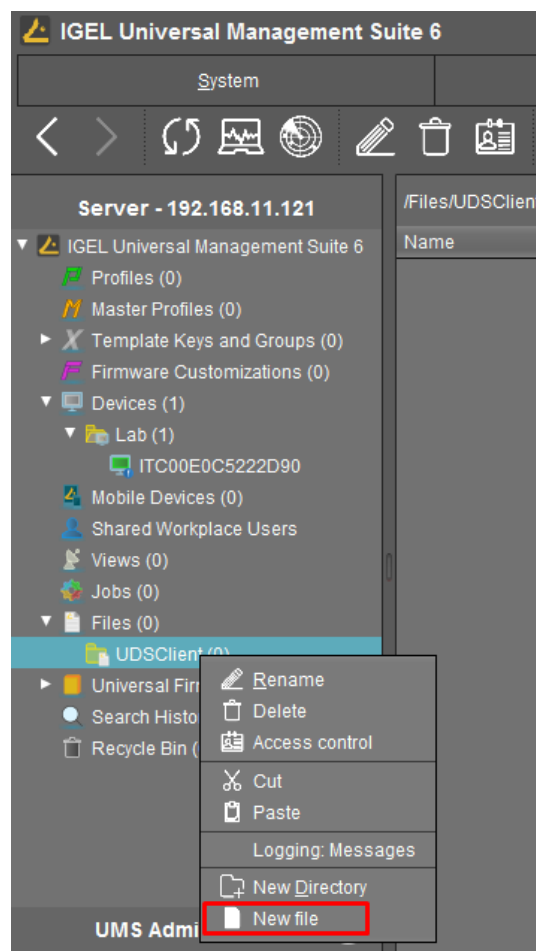 IGEL Universal Management Suite 6
System
Server - 192.168.11.121
/Files/UDSClient
Name
IGEL Universal Management Suite 6
Profiles (0)
Master Profiles (0)
Template Keys and Groups (0)
Firmware Customizations (0)
Devices (1)
Lab (1)
ITC00E0C5222D90
Mobile Devices (0)
Shared Workplace Users
Views (0)
Jobs (0)
Files (0)
UDSClient (0)
Universal Fir
Search Histo
Recycle Bin (
Rename
Delete
Access control
Cut
Paste
Logging: Messages
New Directory
New file
UMS Admi